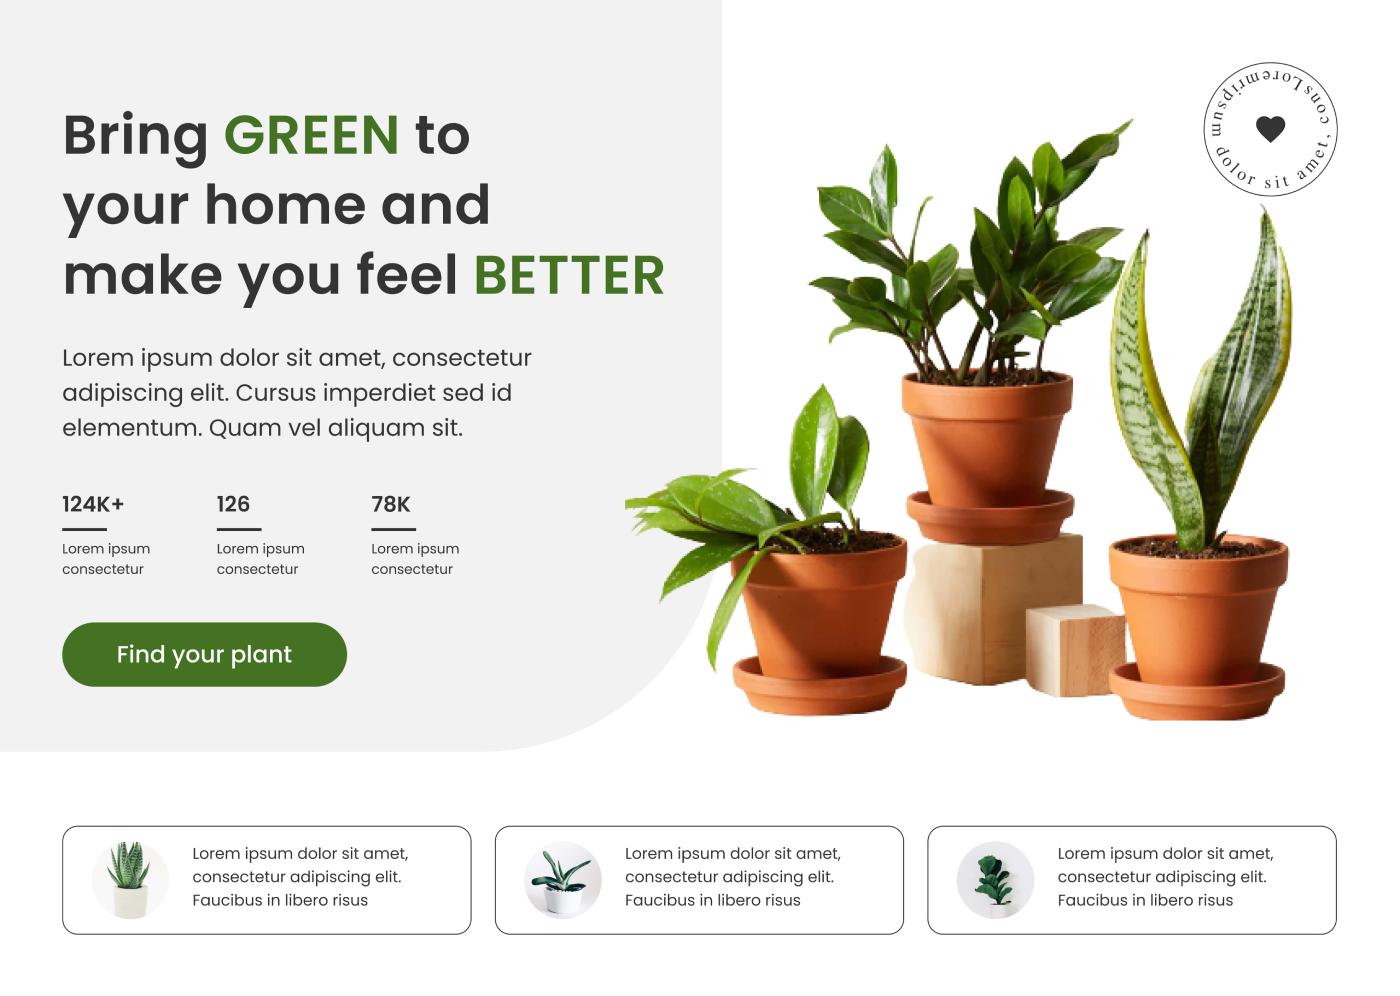 Bring GREEN to
your home and
make you feel BETTER
Lorem ipsum dolor sit amet, consectetur
adipiscing elit. Cursus imperdiet sed id
elementum. Quam vel aliquam sit.
124K+
Lorem ipsum
consectetur
126
Lorem ipsum
consectetur
78K
Lorem ipsum
consectetur
Find your plant
Loremripsum dolor sit amet, cons
Lorem ipsum dolor sit amet,
consectetur adipiscing elit.
Faucibus in libero risus
Lorem ipsum dolor sit amet,
consectetur adipiscing elit.
Faucibus in libero risus
Lorem ipsum dolor sit amet,
consectetur adipiscing elit.
Faucibus in libero risus